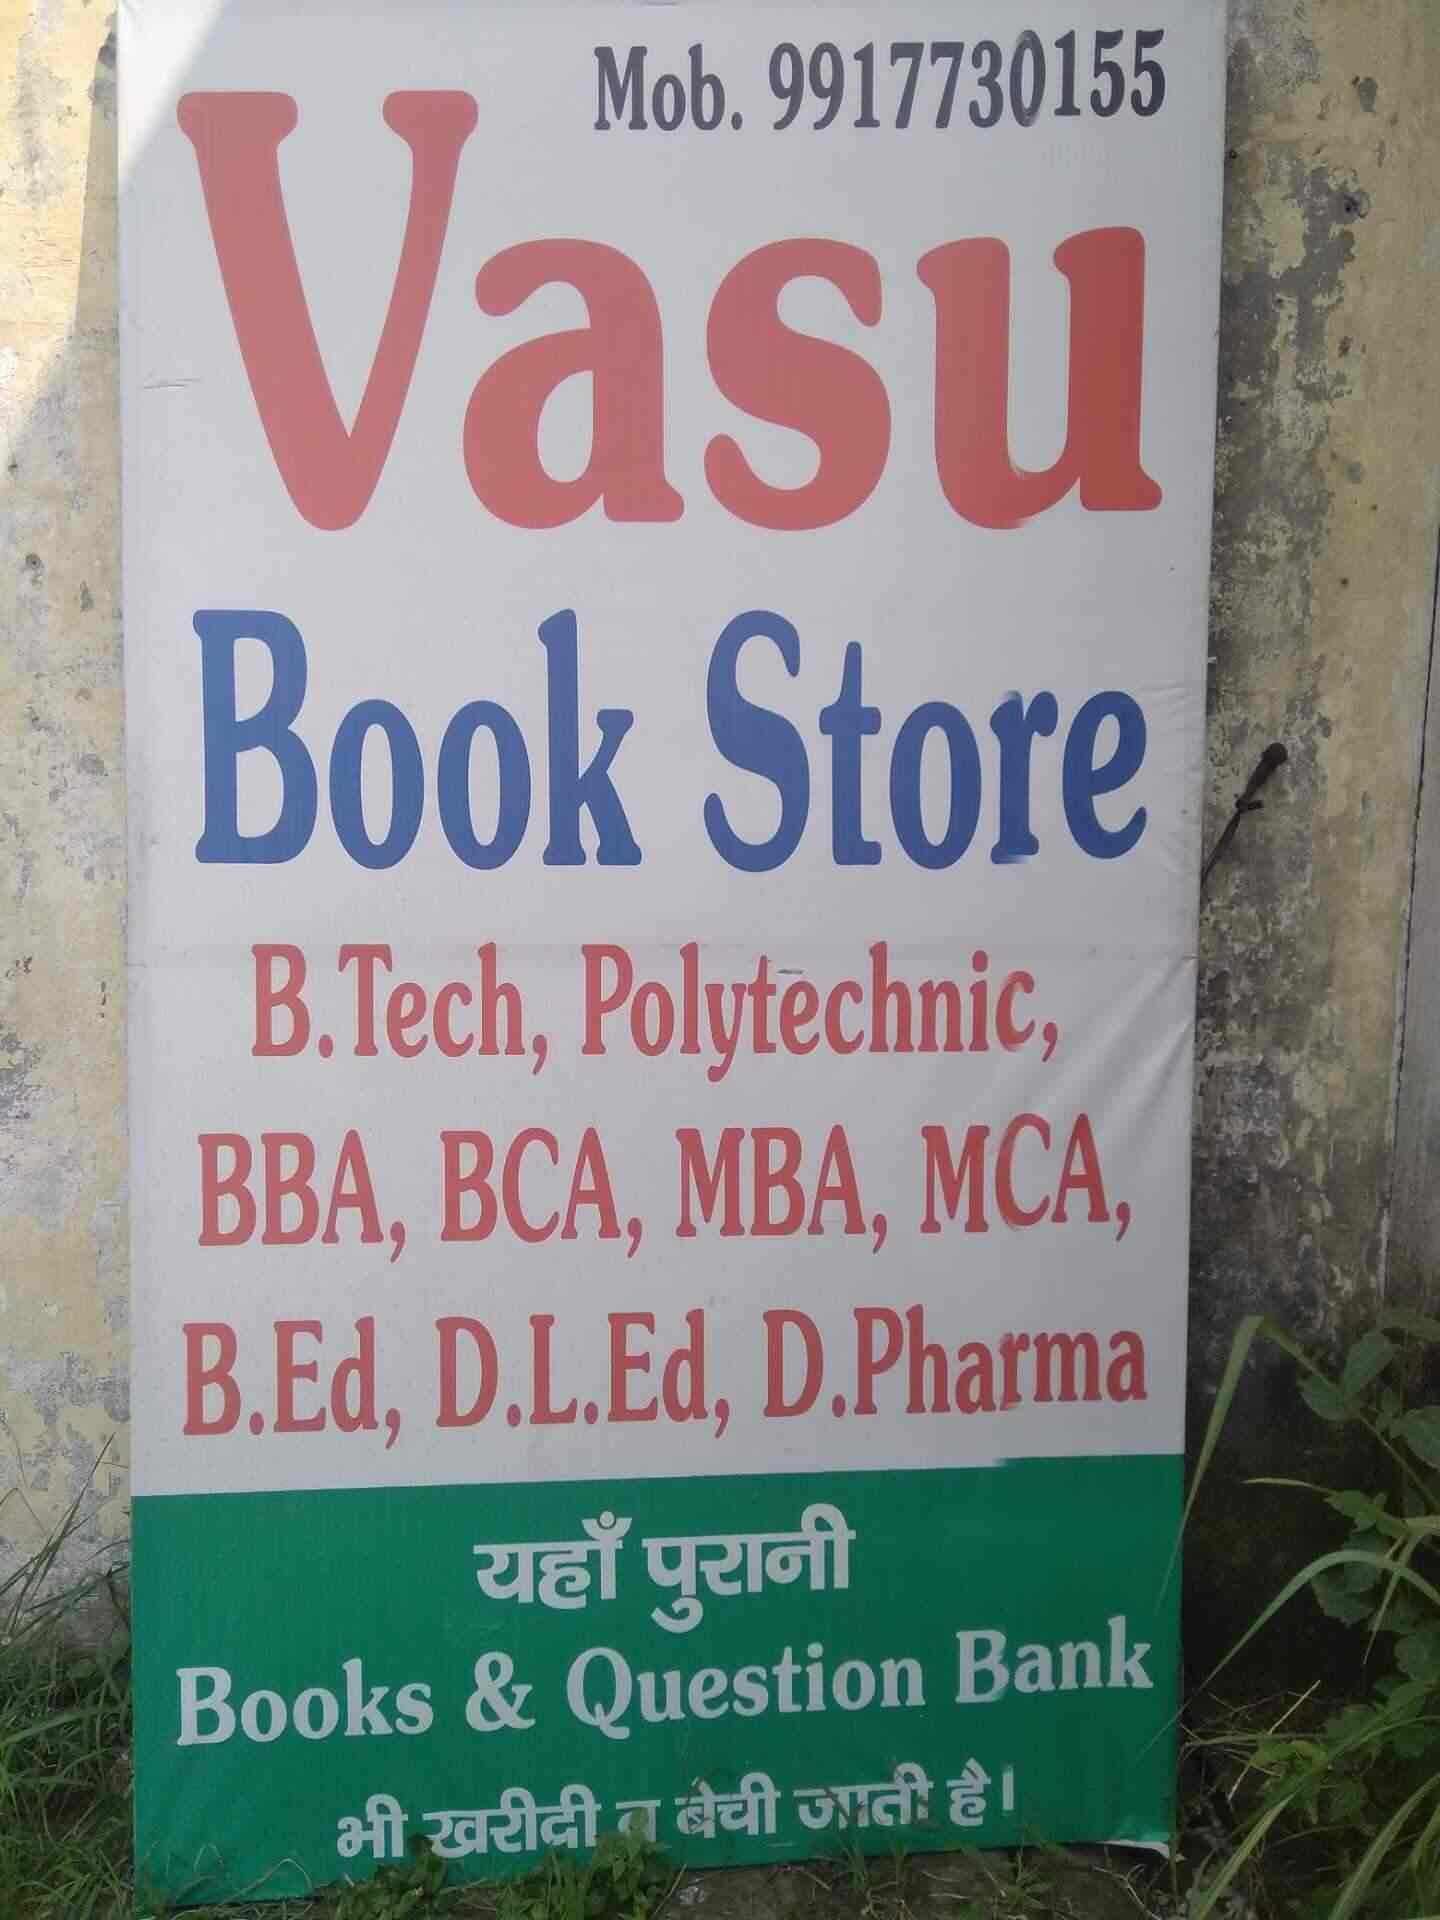 Mob. 9917730155
Vasu
Book Store
B.Tech, Polytechnic,
BBA, BCA, MBA, MCA,
B.Ed, D.L.Ed, D.Pharma
यहाँ पुरानी
Books & Question Bank
भी खरीदी व बेची जाती है।